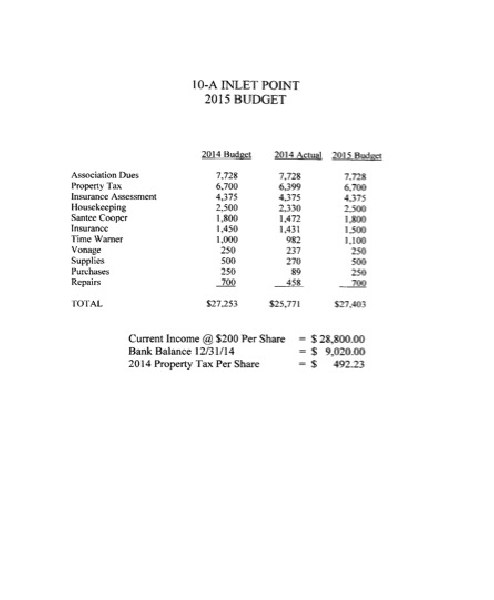 10-A INLET POINT
2015 BUDGET
2014 Budget 2014 Actual 2015 Budget
Association Dues 7,728 7,728 7,728
Property Tax 6,700 6,399 6,700
Insurance Assessment 4,375 4,375 4,375
Housekeeping 2,500 2,330 2,500
Santee Cooper 1,800 1,472 1,800
Insurance 1,450 1,431 1,500
Time Warner 1,000 982 1,100
Vonage 250 237 250
Supplies 500 270 500
Purchases 250 89 250
Repairs 700 458 700
TOTAL $27,253 $25,771 $27,403
Current Income @ $200 Per Share = $ 28,800.00
Bank Balance 12/31/14 = $ 9,020.00
2014 Property Tax Per Share = $ 492.23